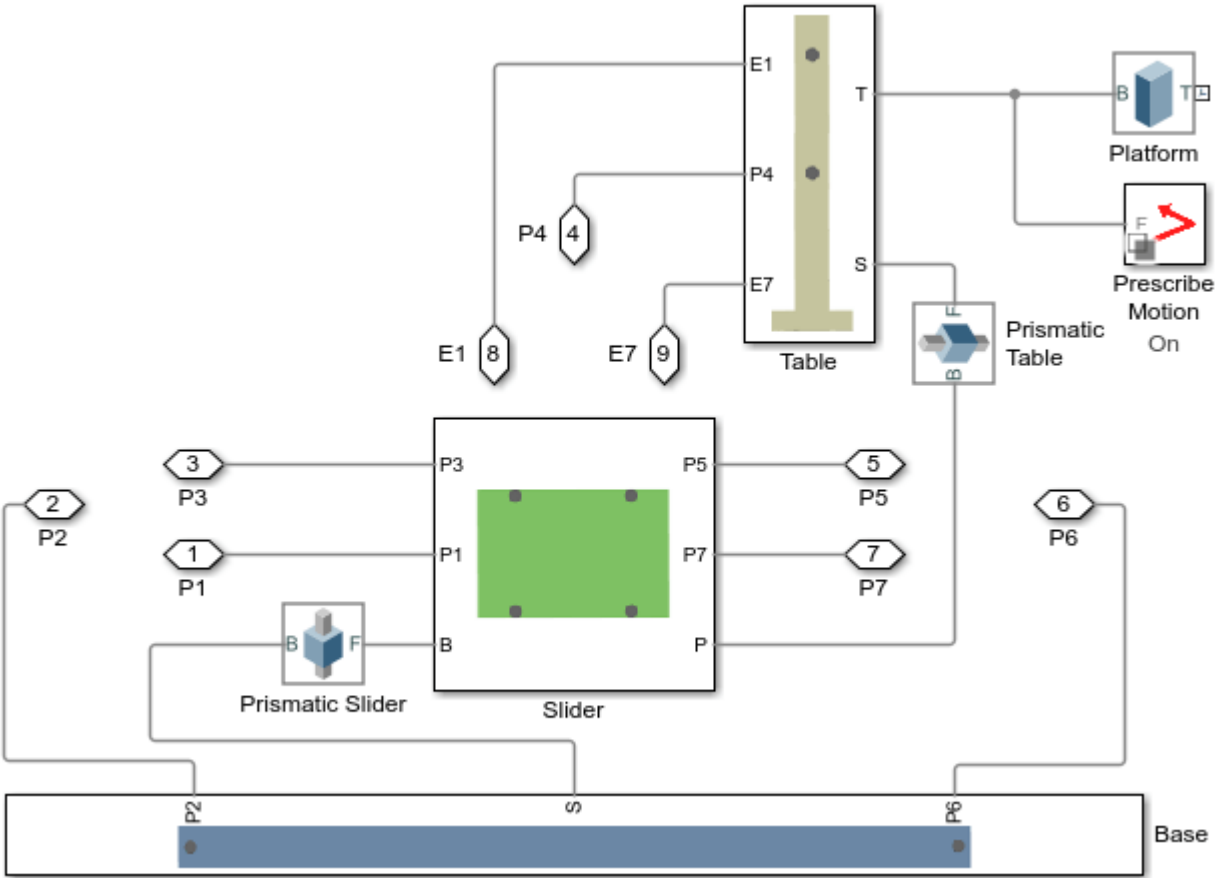 E1
T
B
T
Platform
P4
P4
4
F
Prescribe
Motion
On
S
E7
E1
8
E7
9
Table
F
B
Prismatic
Table
3
P3
P3
P5
5
P5
2
P2
6
P6
1
P1
P1
P7
7
P7
B
F
B
P
Prismatic Slider
Slider
P2
S
P6
Base